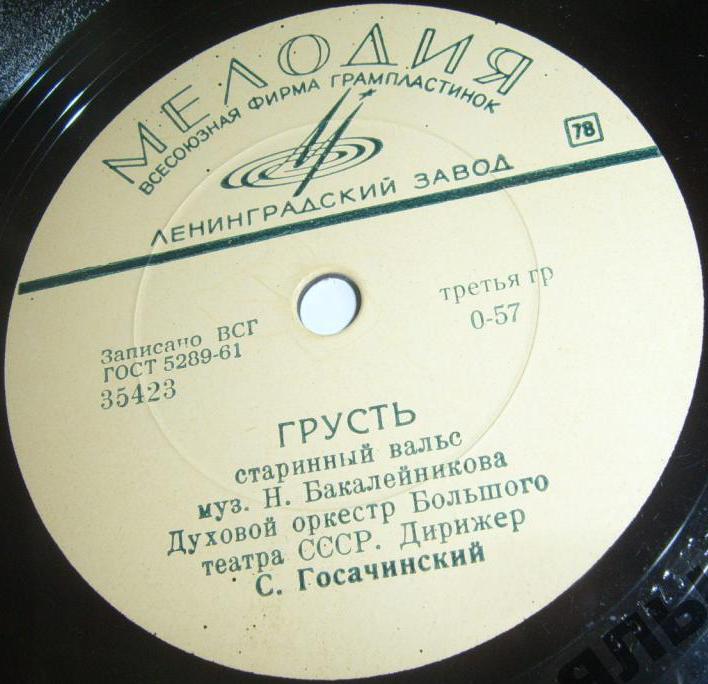 МЕЛОДИЯ
ВСЕСОЮЗНАЯ ФИРМА ГРАМПЛАСТИНОК
78
ЛЕНИНГРАДСКИЙ ЗАВОД
третья гр
0-57
Записано ВСГ
ГОСТ 5289-61
35423
ГРУСТЬ
старинный вальс
муз. Н. Бакалейникова
Духовой оркестр Большого
театра СССР. Дирижер
С. Госачинский